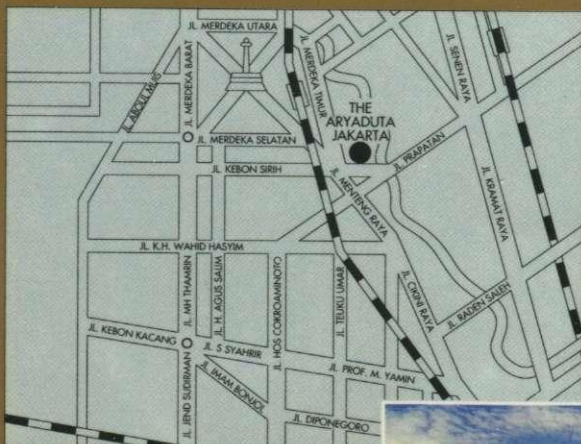 JL. MERDEKA UTARA
JL. ABDUL MUIS
JL. MERDEKA BARAT
JL. MERDEKA TIMUR
JL. SENEN RAYA
THE
ARYADUTA
JAKARTA
JL. MERDEKA SELATAN
JL. PRAPATAN
JL. KEBON SIRIH
JL. MENTENG RAYA
JL. KRAMAT RAYA
JL. K.H. WAHID HASYIM
JL. MH THAMRIN
JL. H. AGUS SALIM
JL. HOS COKROAMINOTO
JL. TEUKU UMAR
JL. CIKINI RAYA
JL. RADEN SALEH
JL. KEBON KACANG
JL. S SYAHRIR
JL. PROF. M. YAMIN
JL. IMAM BONJOL
JL. JEND SUDIRMAN
JL. DIPONEGORO